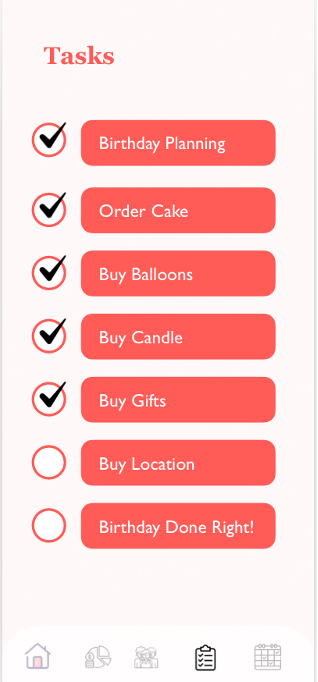 Tasks
Birthday Planning
Order Cake
Buy Balloons
Buy Candle
Buy Gifts
Buy Location
Birthday Done Right!